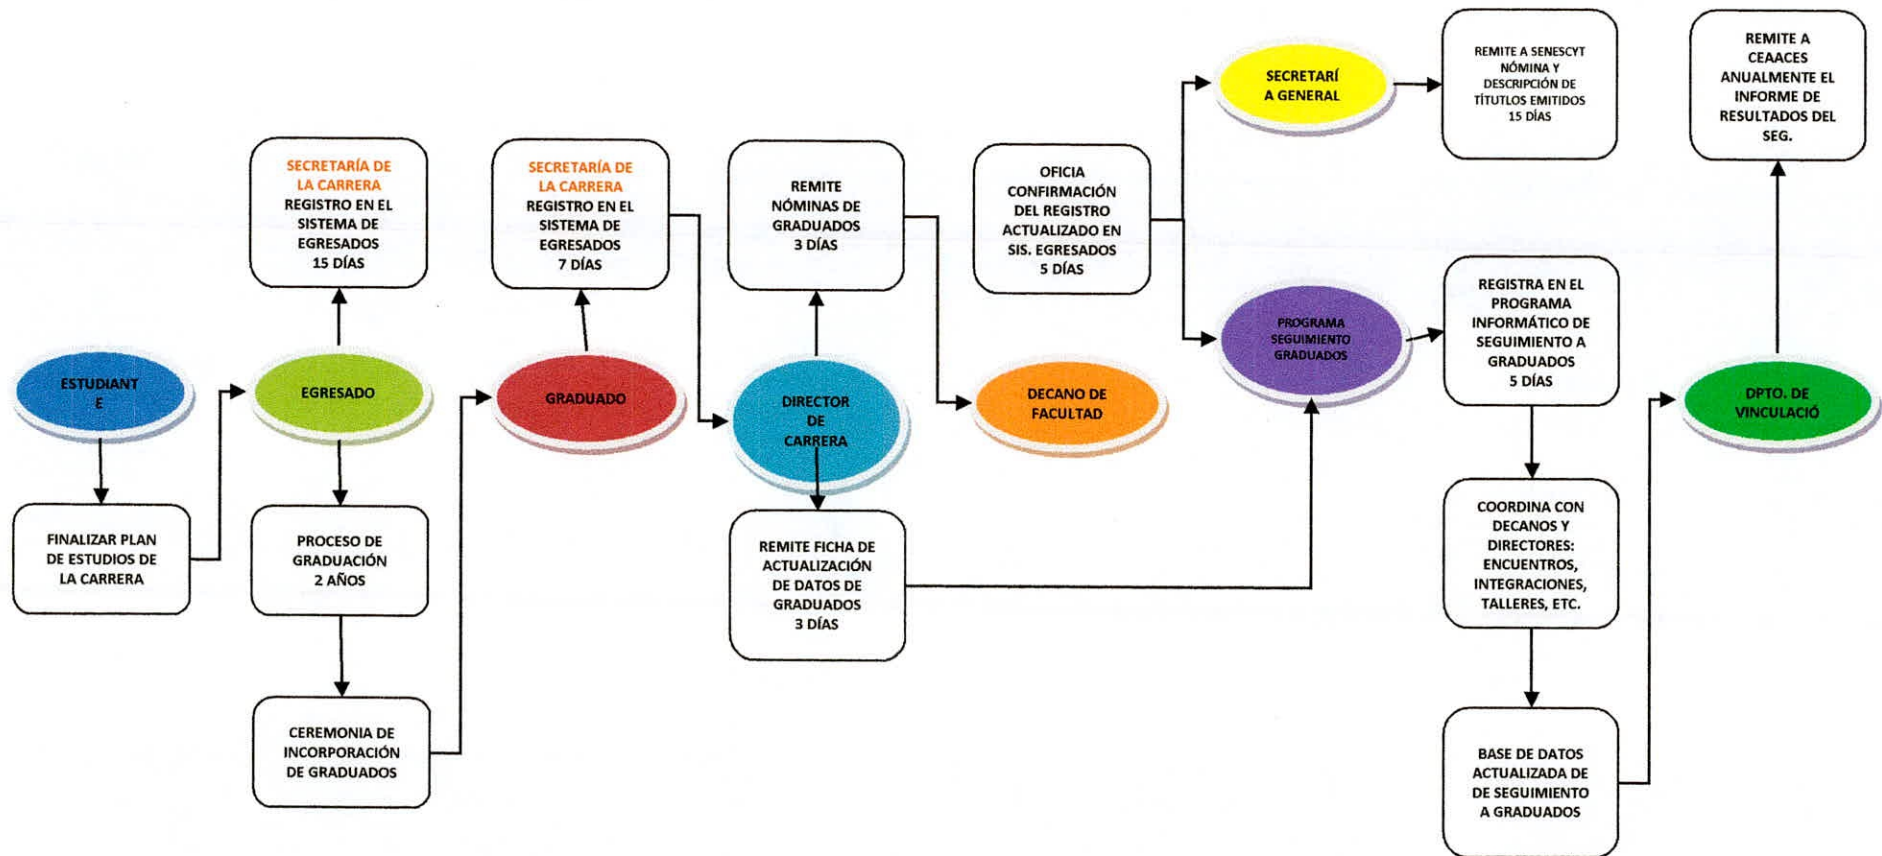 ESTUDIANT
E
FINALIZAR PLAN
DE ESTUDIOS DE
LA CARRERA
SECRETARÍA DE
LA CARRERA
REGISTRO EN EL
SISTEMA DE
EGRESADOS
15 DÍAS
EGRESADO
PROCESO DE
GRADUACIÓN
2 AÑOS
CEREMONIA DE
INCORPORACIÓN
DE GRADUADOS
SECRETARÍA DE
LA CARRERA
REGISTRO EN EL
SISTEMA DE
EGRESADOS
7 DÍAS
GRADUADO
REMITE
NÓMINAS DE
GRADUADOS
3 DÍAS
DIRECTOR
DE
CARRERA
REMITE FICHA DE
ACTUALIZACIÓN
DE DATOS DE
GRADUADOS
3 DÍAS
OFICIA
CONFIRMACIÓN
DEL REGISTRO
ACTUALIZADO EN
SIS. EGRESADOS
5 DÍAS
DECANO DE
FACULTAD
SECRETARÍ
A GENERAL
REMITE A SENESCYT
NÓMINA Y
DESCRIPCIÓN DE
TÍTUTLOS EMITIDOS
15 DÍAS
PROGRAMA
SEGUIMIENTO
GRADUADOS
REGISTRA EN EL
PROGRAMA
INFORMÁTICO DE
SEGUIMIENTO A
GRADUADOS
5 DÍAS
COORDINA CON
DECANOS Y
DIRECTORES:
ENCUENTROS,
INTEGRACIONES,
TALLERES, ETC.
BASE DE DATOS
ACTUALIZADA DE
DE SEGUIMIENTO
A GRADUADOS
REMITE A
CEAACES
ANUALMENTE EL
INFORME DE
RESULTADOS DEL
SEG.
DPTO. DE
VINCULACIÓ